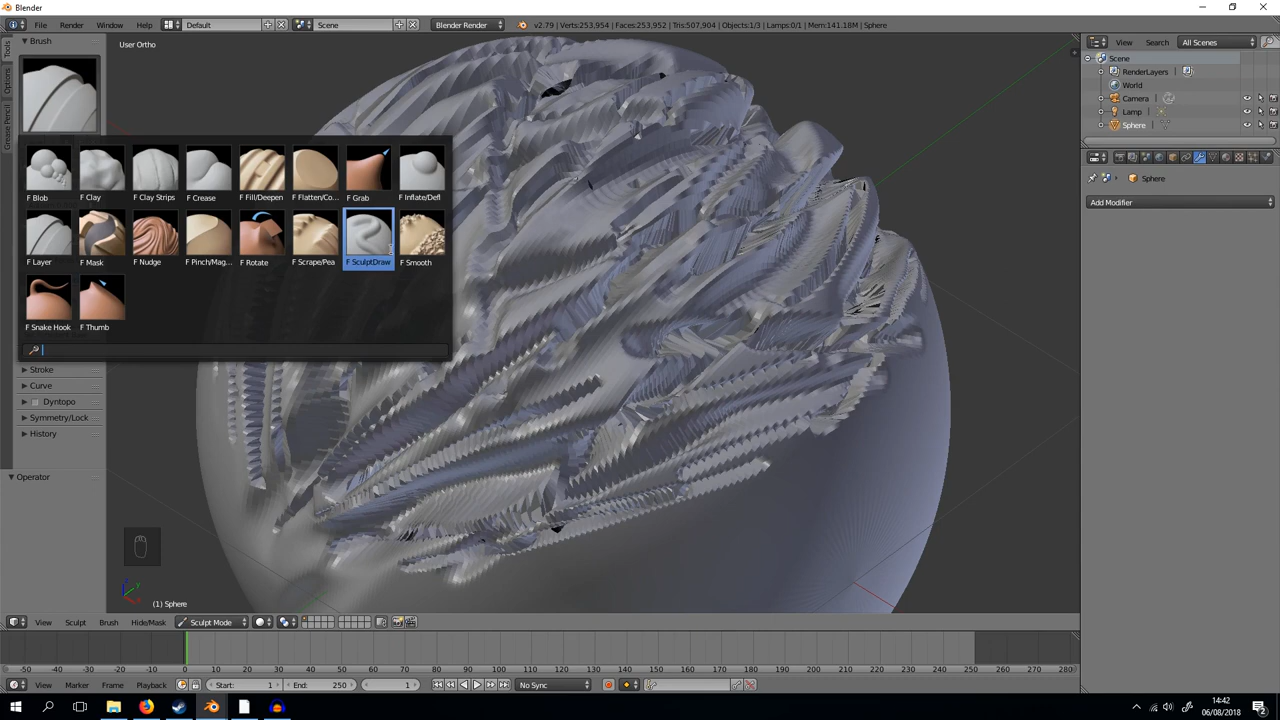 Blender
File Render Window Help Default Scene Blender Render v2.79 | Verts:253,954 | Faces:253,952 | Tris:507,904 | Objects:1/3 | Lamps:0/1 | Mem:141.18M | Sphere
Brush
User Ortho
View Search All Scenes
Scene
RenderLayers
World
Camera
Lamp
Sphere
Tools
Options
Grease Pencil
F Blob F Clay F Clay Strips F Crease F Fill/Deepen F Flatten/Co... F Grab F Inflate/Defl
F Layer F Mask F Nudge F Pinch/Mag... F Rotate F Scrape/Pea F SculptDraw F Smooth
F Snake Hook F Thumb
Sphere
Add Modifier
Stroke
Curve
Dyntopo
Symmetry/Lock
History
Operator
(1) Sphere
View Sculpt Brush Hide/Mask Sculpt Mode
-50 -40 -30 -20 -10 0 10 20 30 40 50 60 70 80 90 100 110 120 130 140 150 160 170 180 190 200 210 220 230 240 250 260 270 280
View Marker Frame Playback Start: 1 End: 250 1 No Sync
14:42
06/08/2018
2